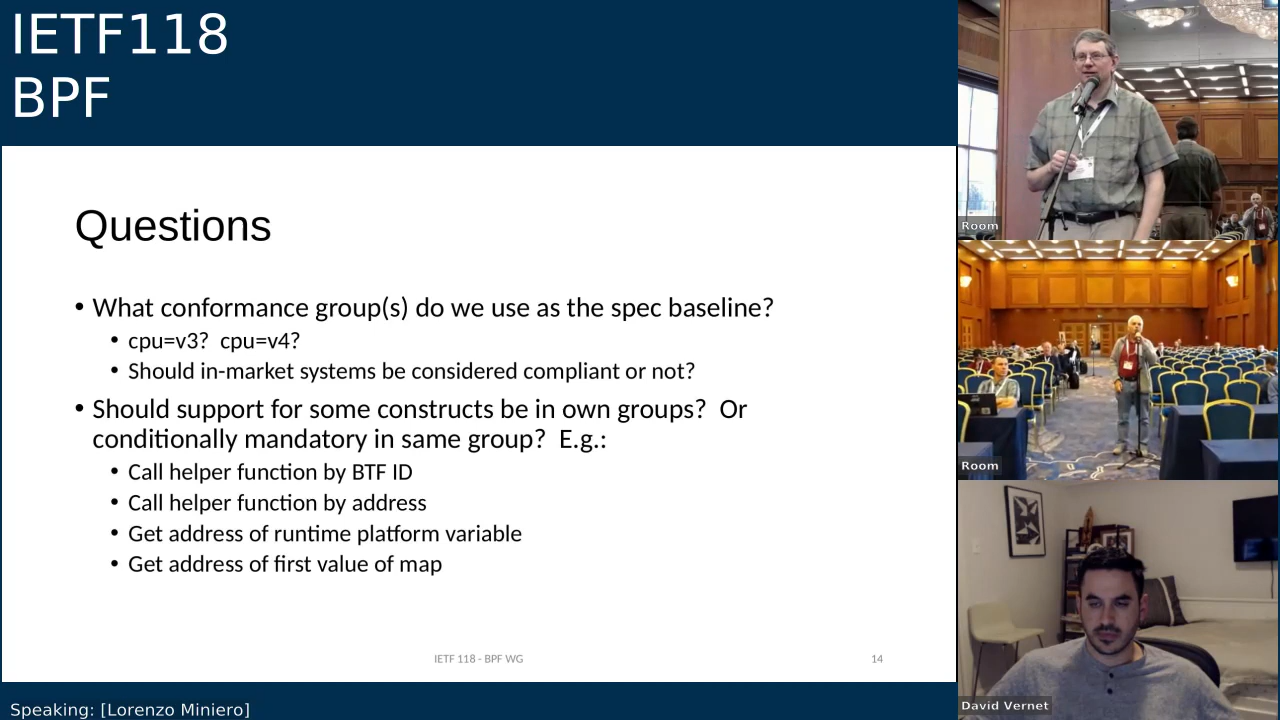 IETF118
BPF
Questions
• What conformance group(s) do we use as the spec baseline?
• cpu=v3? cpu=v4?
• Should in-market systems be considered compliant or not?
• Should support for some constructs be in own groups? Or
conditionally mandatory in same group? E.g.:
• Call helper function by BTF ID
• Call helper function by address
• Get address of runtime platform variable
• Get address of first value of map
IETF 118 - BPF WG
14
Speaking: [Lorenzo Miniero]
Room
Room
David Vernet